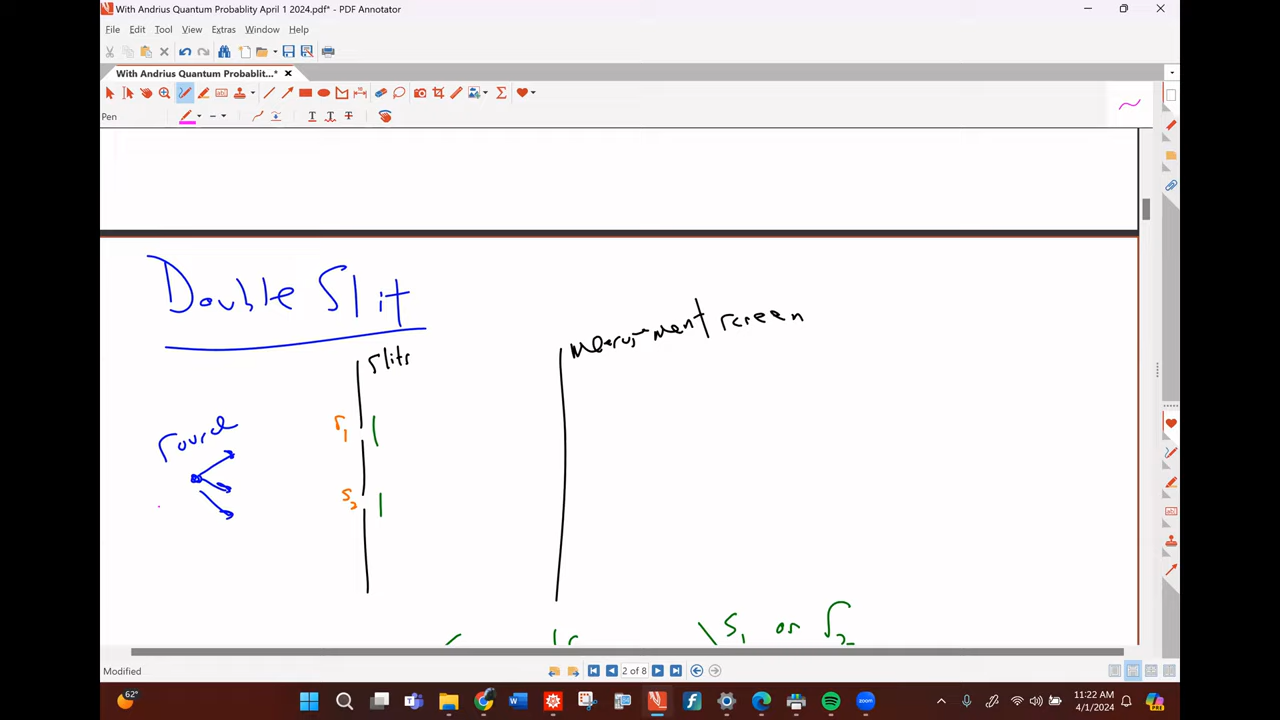 With Andrius Quantum Probablity April 1 2024.pdf* - PDF Annotator
File Edit Tool View Extras Window Help
With Andrius Quantum Probablit...*
Pen
Double Slit
measurement screen
slits
source
S1
S2
S1 or S2
Modified
2 of 8
62°
11:22 AM
4/1/2024